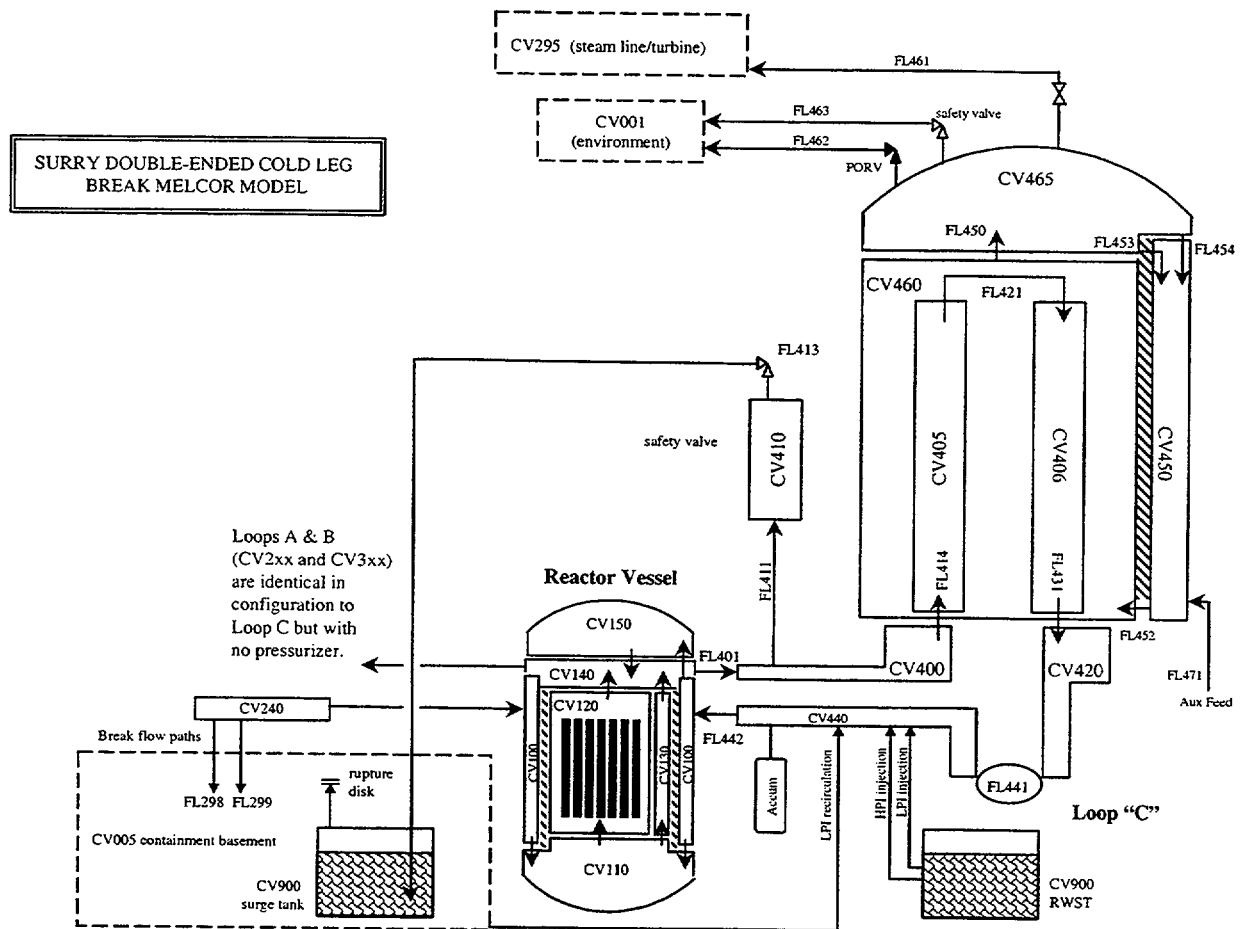 CV295 (steam line/turbine)
FL461
CV001
(environment)
FL463
safety valve
FL462
PORV
SURRY DOUBLE-ENDED COLD LEG
BREAK MELCOR MODEL
CV465
FL450
FL453
FL454
CV460
FL421
CV405
CV406
CV450
FL414
FL431
FL413
safety valve
CV410
FL411
Loops A & B
(CV2xx and CV3xx)
are identical in
configuration to
Loop C but with
no pressurizer.
Reactor Vessel
CV150
FL401
CV400
CV420
FL452
FL471
Aux Feed
CV140
CV120
CV100
CV130
CV100
CV110
CV240
FL442
CV440
Break flow paths
FL298
FL299
rupture
disk
CV005 containment basement
CV900
surge tank
Accum
LPI recirculation
HPI injection
LPI injection
FL441
Loop “C”
CV900
RWST